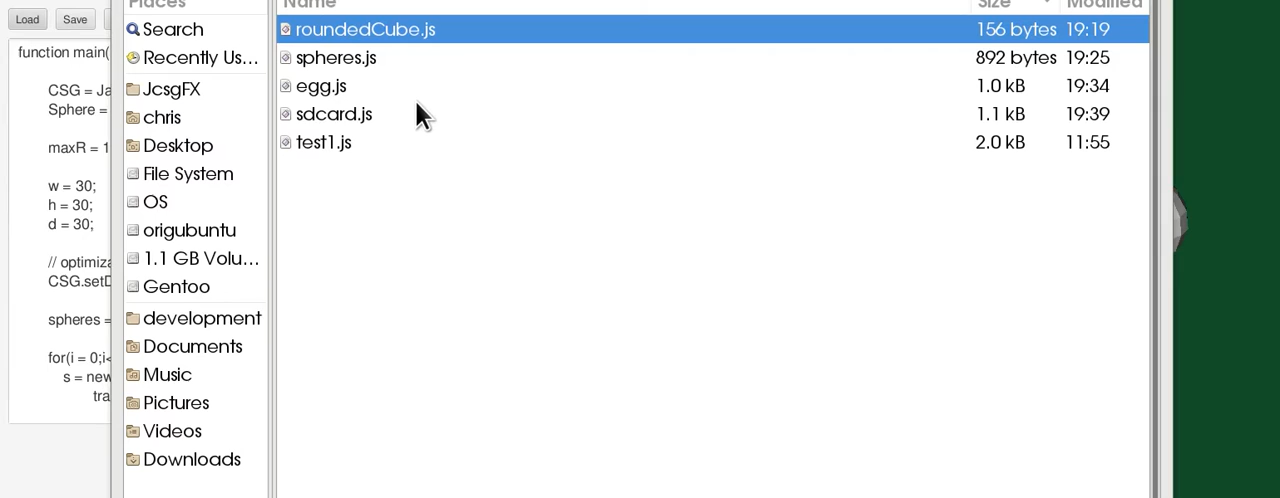 Places
Name Size Modified
Load Save
function main(
CSG = Ja
Sphere =
maxR = 1
w = 30;
h = 30;
d = 30;
// optimiza
CSG.setD
spheres =
for(i = 0;i<
s = new
tra
Search
Recently Us...
JcsgFX
chris
Desktop
File System
OS
origubuntu
1.1 GB Volu...
Gentoo
development
Documents
Music
Pictures
Videos
Downloads
roundedCube.js 156 bytes 19:19
spheres.js 892 bytes 19:25
egg.js 1.0 kB 19:34
sdcard.js 1.1 kB 19:39
test1.js 2.0 kB 11:55